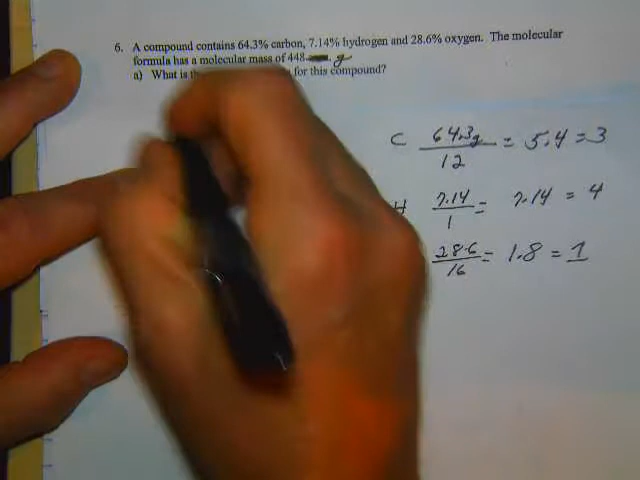 6. A compound contains 64.3% carbon, 7.14% hydrogen and 28.6% oxygen. The molecular
formula has a molecular mass of 448 g
a) What is for this compound?
C 64.3g/12 = 5.4 = 3
H 7.14/1 = 7.14 = 4
28.6/16 = 1.8 = 1